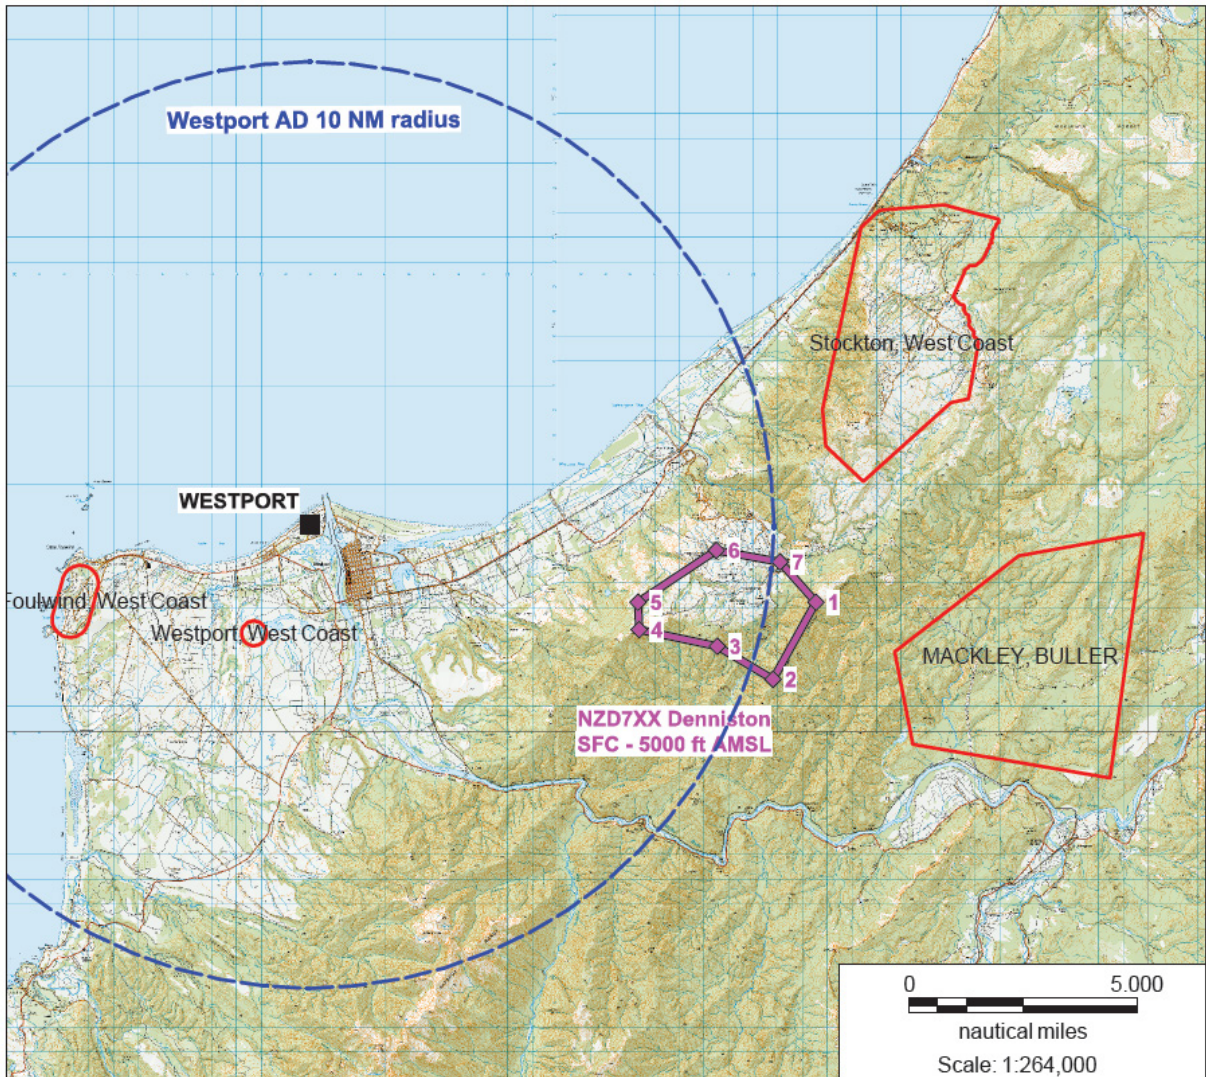 Westport AD 10 NM radius
Stockton, West Coast
WESTPORT
6
7
Foulwind, West Coast
5
1
Westport, West Coast
4
3
MACKLEY, BULLER
2
NZD7XX Denniston
SFC - 5000 ft AMSL
0 5.000
nautical miles
Scale: 1:264,000